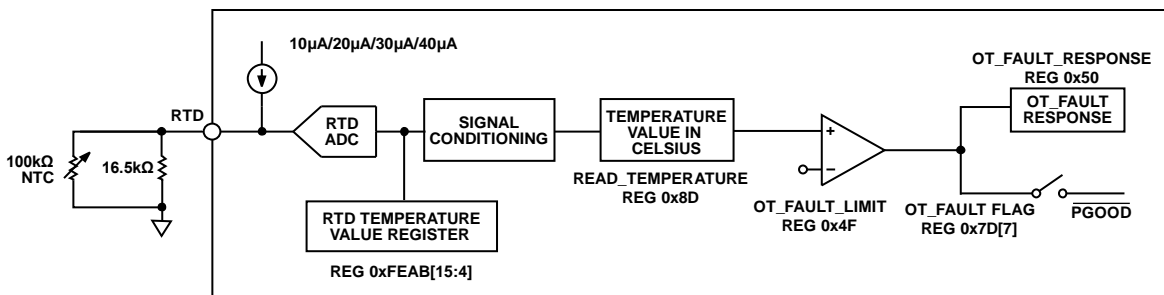 10µA/20µA/30µA/40µA
OT_FAULT_RESPONSE
REG 0x50
RTD
RTD
ADC
SIGNAL
CONDITIONING
TEMPERATURE
VALUE IN
CELSIUS
+
−
OT_FAULT
RESPONSE
100kΩ
NTC
16.5kΩ
READ_TEMPERATURE
REG 0x8D
OT_FAULT_LIMIT
REG 0x4F
OT_FAULT FLAG
REG 0x7D[7]
PGOOD
RTD TEMPERATURE
VALUE REGISTER
REG 0xFEAB[15:4]